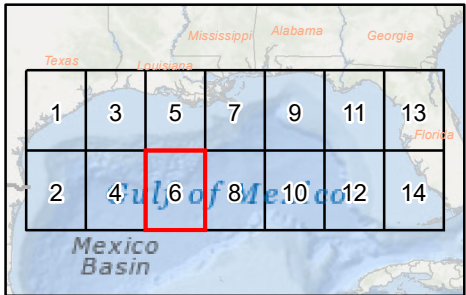 Mississippi Alabama Georgia
Texas Louisiana
1 3 5 7 9 11 13
Florida
2 4 6 8 10 12 14
Gulf of Mexico
Mexico
Basin